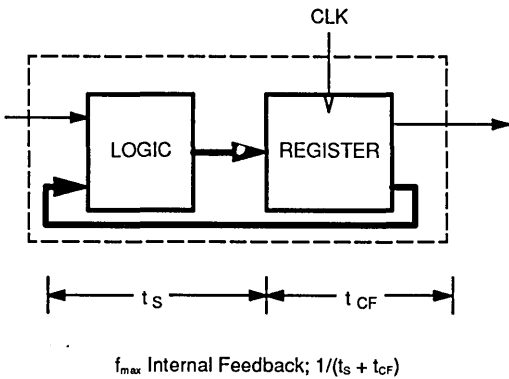 CLK
LOGIC
REGISTER
tS
tCF
fmax Internal Feedback; 1/(tS + tCF)